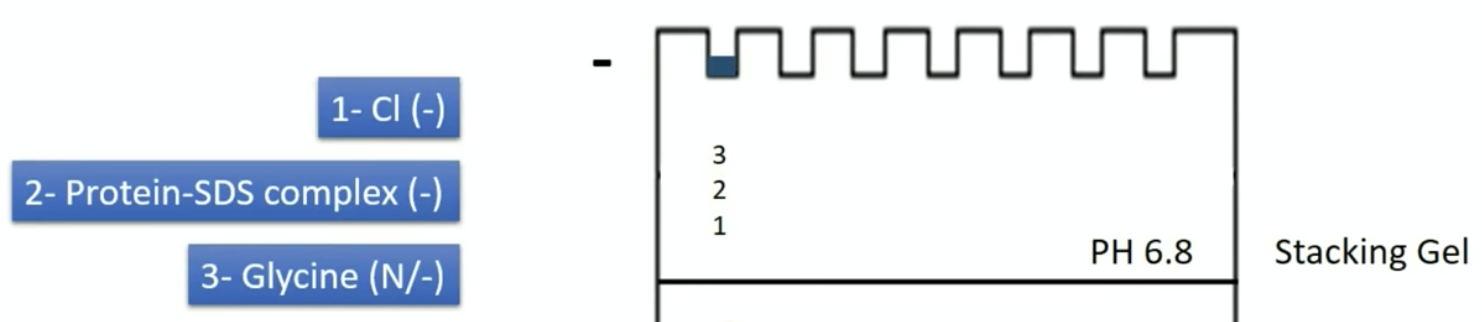 -
1- Cl (-)
3
2- Protein-SDS complex (-)
2
1
PH 6.8
Stacking Gel
3- Glycine (N/-)